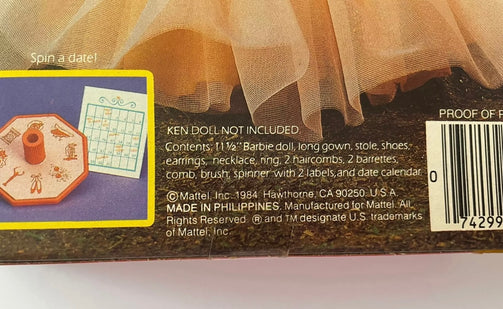 Spin a date!
PROOF OF
KEN DOLL NOT INCLUDED.
Contents: 11½" Barbie doll, long gown, stole, shoes,
earrings, necklace, ring, 2 haircombs, 2 barrettes,
comb, brush, spinner with 2 labels, and date calendar.
© Mattel, Inc. 1984. Hawthorne, CA 90250. U.S.A.
MADE IN PHILIPPINES. Manufactured for Mattel. All
Rights Reserved. ® and TM designate U.S. trademarks
of Mattel, Inc.
0
74299